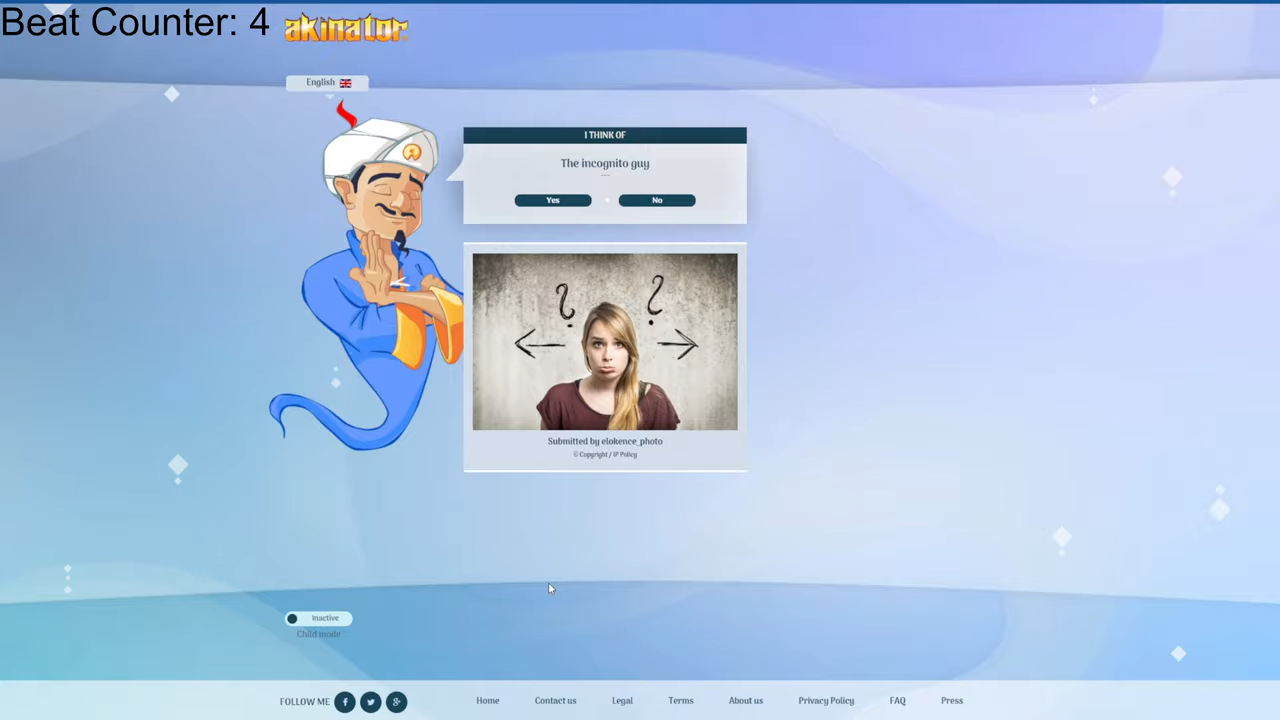 Beat Counter: 4
akinator.
English
I THINK OF
The incognito guy
Yes
No
? ?
Submitted by elokence_photo
© Copyright / IP Policy
Inactive
Child mode
FOLLOW ME
Home
Contact us
Legal
Terms
About us
Privacy Policy
FAQ
Press